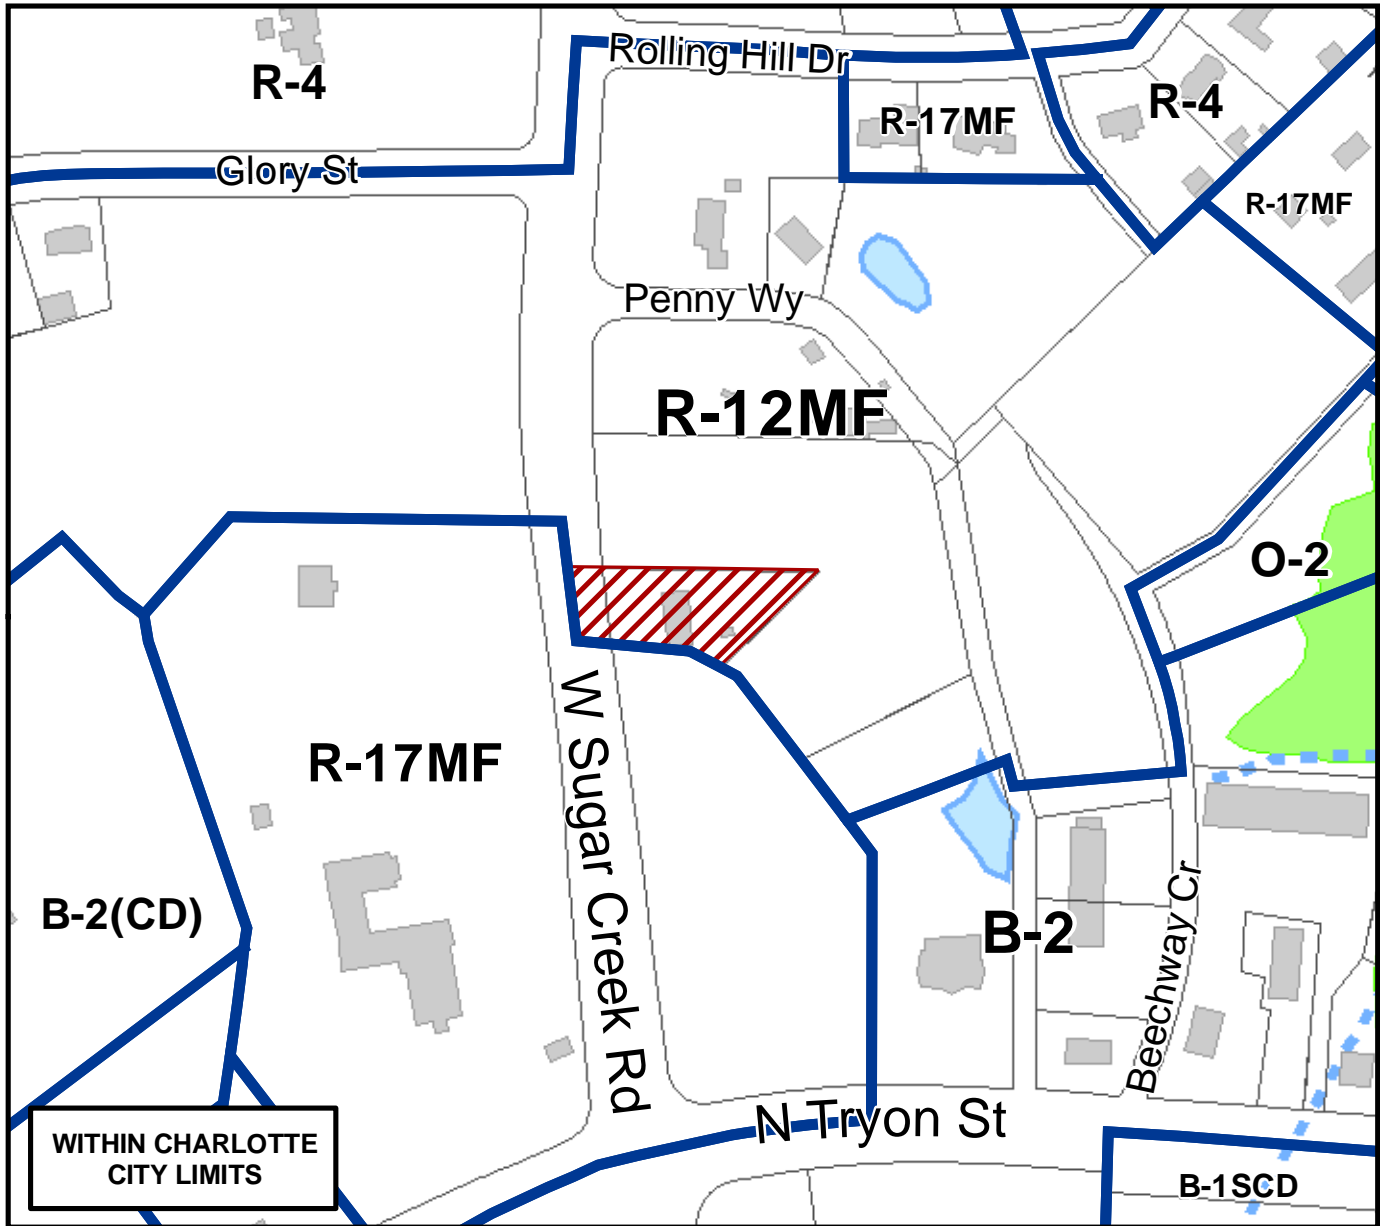 Rolling Hill Dr
R-4
R-4
R-17MF
Glory St
R-17MF
Penny Wy
R-12MF
O-2
W Sugar Creek Rd
R-17MF
B-2(CD)
B-2
Beechway Cr
N Tryon St
WITHIN CHARLOTTE
CITY LIMITS
B-1SCD